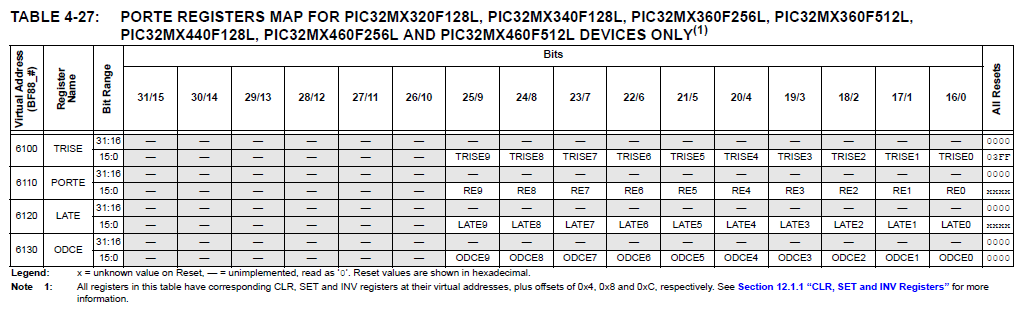 TABLE 4-27: PORTE REGISTERS MAP FOR PIC32MX320F128L, PIC32MX340F128L, PIC32MX360F256L, PIC32MX360F512L,
PIC32MX440F128L, PIC32MX460F256L AND PIC32MX460F512L DEVICES ONLY(1)
Virtual Address (BF88_#) Register Name Bit Range Bits All Resets
31/15 30/14 29/13 28/12 27/11 26/10 25/9 24/8 23/7 22/6 21/5 20/4 19/3 18/2 17/1 16/0
6100 TRISE 31:16 — — — — — — — — — — — — — — — — 0000
15:0 — — — — — — TRISE9 TRISE8 TRISE7 TRISE6 TRISE5 TRISE4 TRISE3 TRISE2 TRISE1 TRISE0 03FF
6110 PORTE 31:16 — — — — — — — — — — — — — — — — 0000
15:0 — — — — — — RE9 RE8 RE7 RE6 RE5 RE4 RE3 RE2 RE1 RE0 xxxx
6120 LATE 31:16 — — — — — — — — — — — — — — — — 0000
15:0 — — — — — — LATE9 LATE8 LATE7 LATE6 LATE5 LATE4 LATE3 LATE2 LATE1 LATE0 xxxx
6130 ODCE 31:16 — — — — — — — — — — — — — — — — 0000
15:0 — — — — — — ODCE9 ODCE8 ODCE7 ODCE6 ODCE5 ODCE4 ODCE3 ODCE2 ODCE1 ODCE0 0000
Legend: x = unknown value on Reset, — = unimplemented, read as '0'. Reset values are shown in hexadecimal.
Note 1: All registers in this table have corresponding CLR, SET and INV registers at their virtual addresses, plus offsets of 0x4, 0x8 and 0xC, respectively. See Section 12.1.1 “CLR, SET and INV Registers” for more
information.